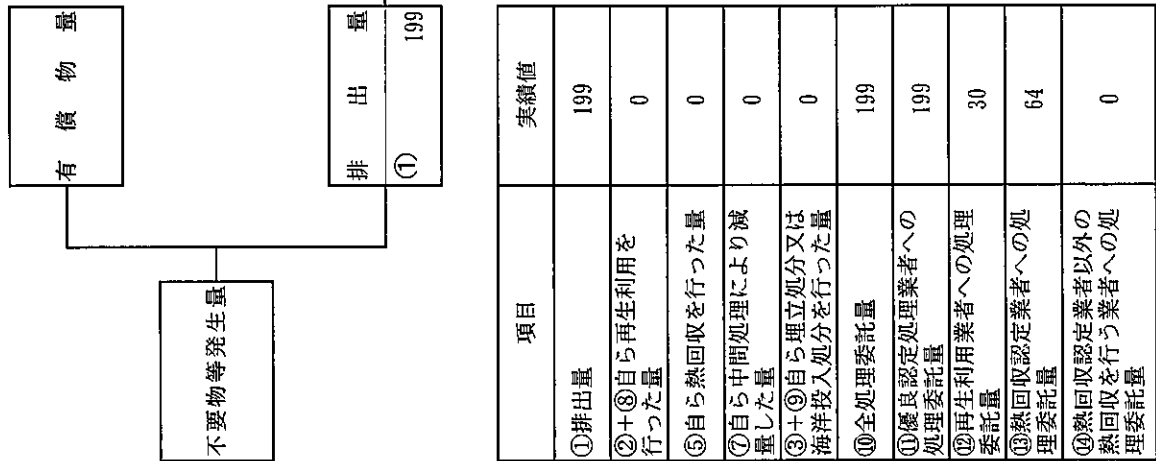 不要物等発生量
有償物量
排出量
① 199
項目 実績値
①排出量 199
②+⑧自ら再生利用を
行った量 0
⑤自ら熱回収を行った量 0
⑦自ら中間処理により減
量した量 0
③+⑨自ら埋立処分又は
海洋投入処分を行った量 0
⑩全処理委託量 199
⑪優良認定処理業者への
処理委託量 199
⑫再生利用業者への処理
委託量 30
⑬熱回収認定業者への処
理委託量 64
⑭熱回収認定業者以外の
熱回収を行う業者への処
理委託量 0